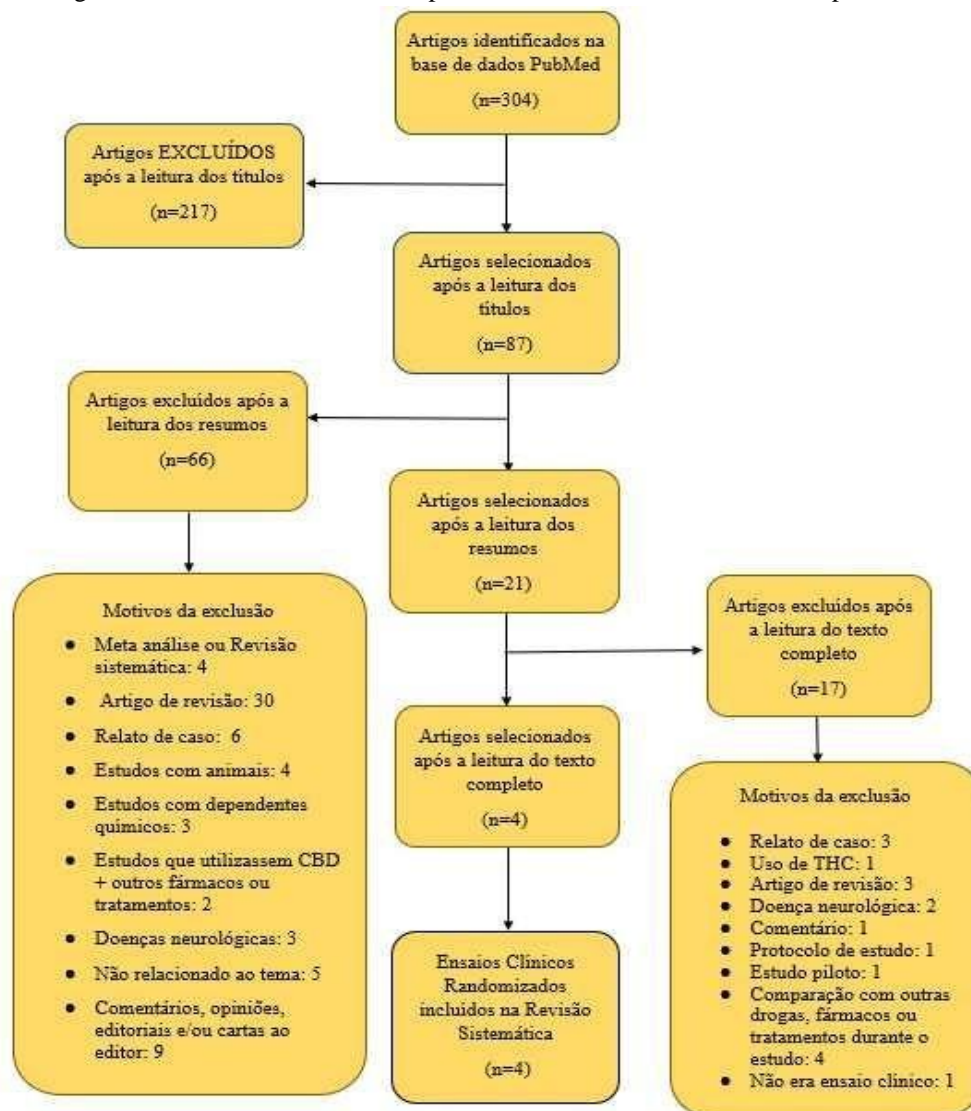 Artigos identificados na
base de dados PubMed
(n=304)
Artigos EXCLUÍDOS
após a leitura dos títulos
(n=217)
Artigos selecionados
após a leitura dos
títulos
(n=87)
Artigos excluídos após a
leitura dos resumos
(n=66)
Artigos selecionados
após a leitura dos
resumos
(n=21)
Artigos excluídos após
a leitura do texto
completo
(n=17)
Motivos da exclusão
● Meta análise ou Revisão
sistemática: 4
● Artigo de revisão: 30
● Relato de caso: 6
● Estudos com animais: 4
● Estudos com dependentes
químicos: 3
● Estudos que utilizassem CBD
+ outros fármacos ou
tratamentos: 2
● Doenças neurológicas: 3
● Não relacionado ao tema: 5
● Comentários, opiniões,
editoriais e/ou cartas ao
editor: 9
Artigos selecionados
após a leitura do texto
completo
(n=4)
Motivos da exclusão
● Relato de caso: 3
● Uso de THC: 1
● Artigo de revisão: 3
● Doença neurológica: 2
● Comentário: 1
● Protocolo de estudo: 1
● Estudo piloto: 1
● Comparação com outras
drogas, fármacos ou
tratamentos durante o
estudo: 4
● Não era ensaio clínico: 1
Ensaios Clínicos
Randomizados
incluídos na Revisão
Sistemática
(n=4)